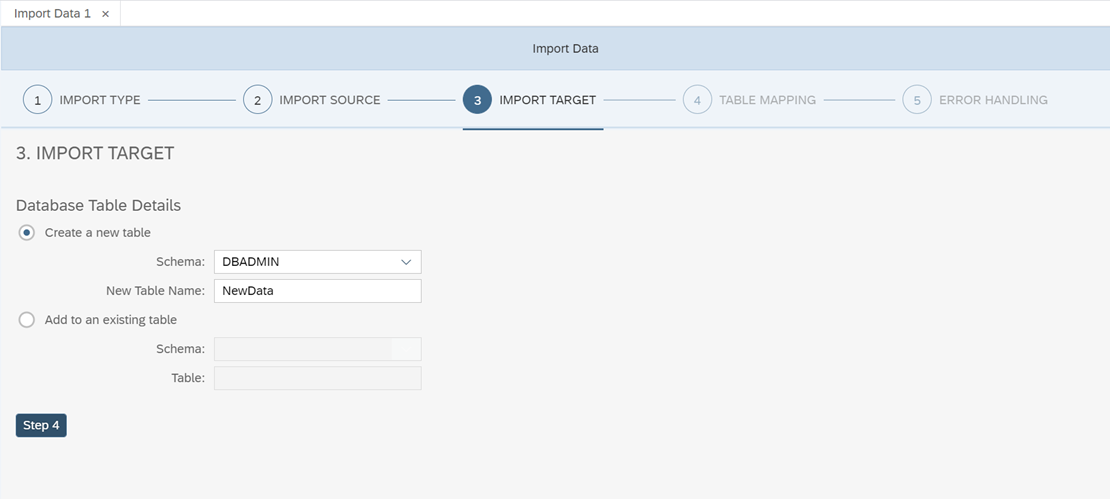 Import Data 1 ×
Import Data
1 IMPORT TYPE 2 IMPORT SOURCE 3 IMPORT TARGET 4 TABLE MAPPING 5 ERROR HANDLING
3. IMPORT TARGET
Database Table Details
Create a new table
Schema: DBADMIN
New Table Name: NewData
Add to an existing table
Schema:
Table:
Step 4